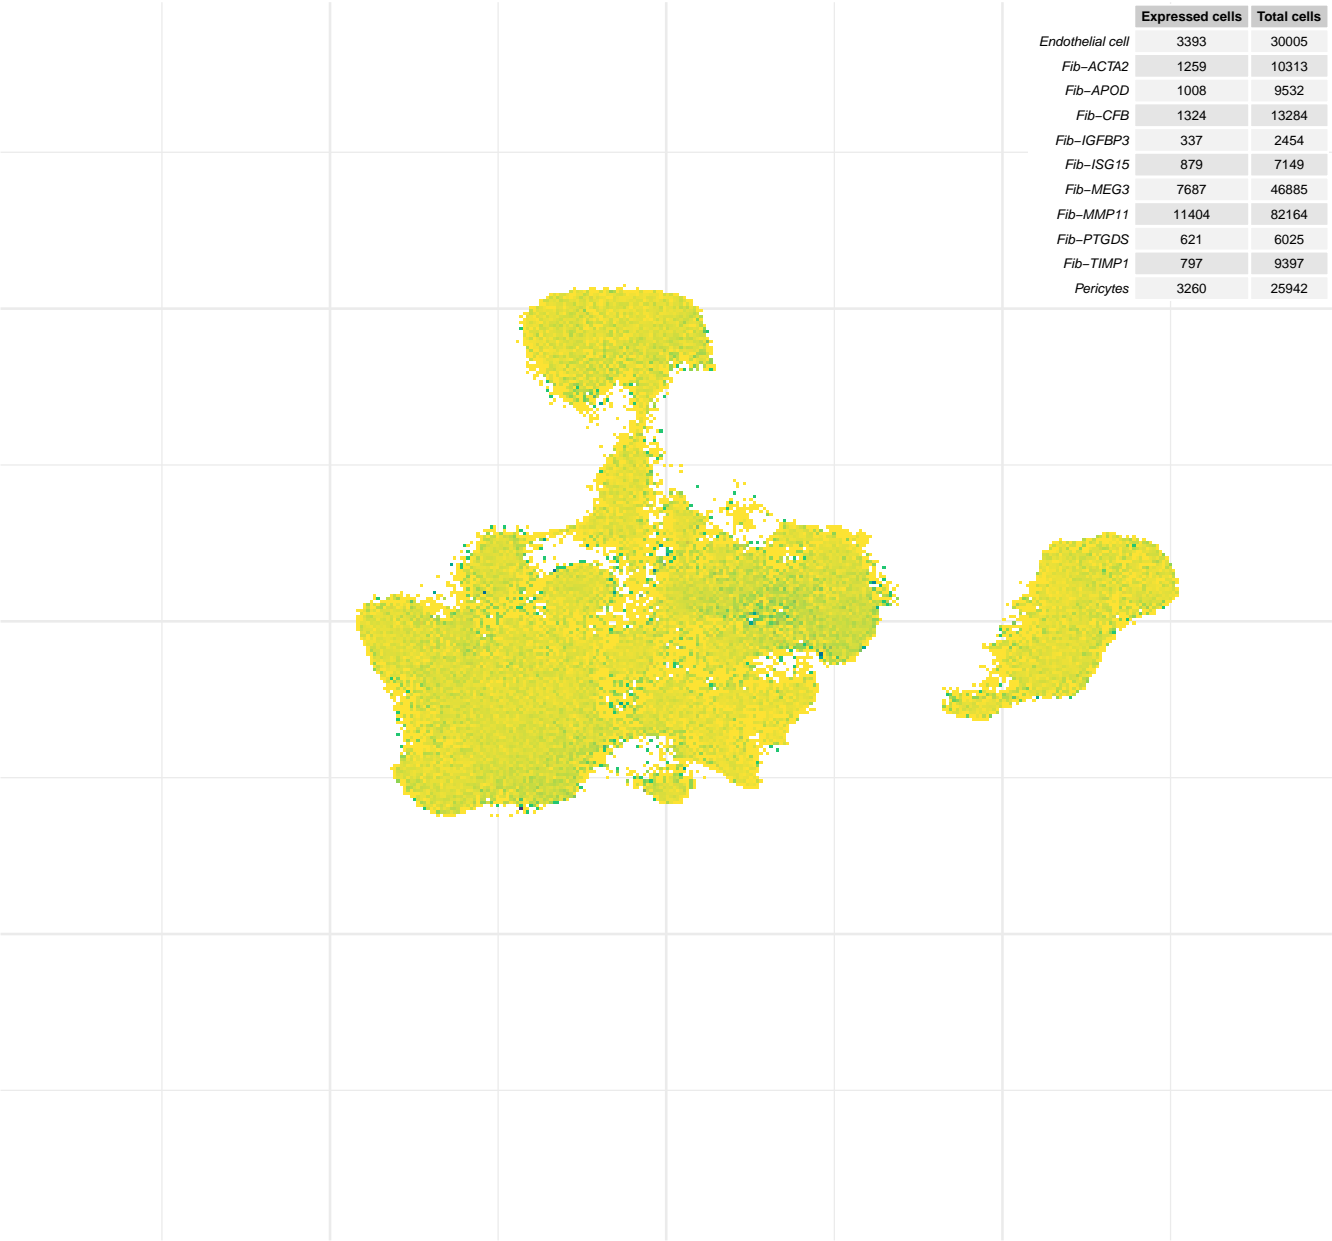 Expressed cells Total cells
Endothelial cell 3393 30005
Fib−ACTA2 1259 10313
Fib−APOD 1008 9532
Fib−CFB 1324 13284
Fib−IGFBP3 337 2454
Fib−ISG15 879 7149
Fib−MEG3 7687 46885
Fib−MMP11 11404 82164
Fib−PTGDS 621 6025
Fib−TIMP1 797 9397
Pericytes 3260 25942